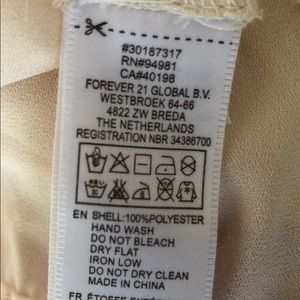 #30187317
RN#94981
CA#40198
FOREVER 21 GLOBAL B.V.
WESTBROEK 64-66
4822 ZW BREDA
THE NETHERLANDS
REGISTRATION NBR 34386700
EN SHELL:100%POLYESTER
HAND WASH
DO NOT BLEACH
DRY FLAT
IRON LOW
DO NOT DRY CLEAN
MADE IN CHINA
FR ÉTOFFE